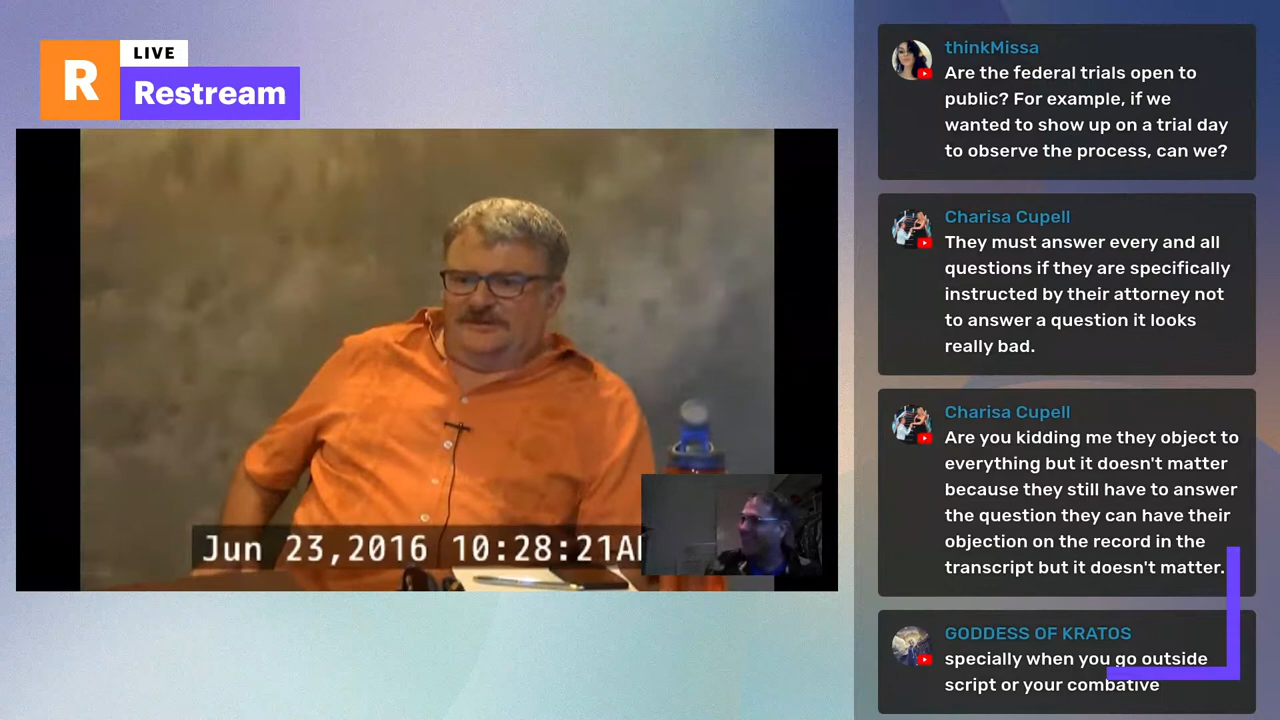 R
LIVE
Restream
Jun 23,2016 10:28:21A
thinkMissa
Are the federal trials open to
public? For example, if we
wanted to show up on a trial day
to observe the process, can we?
Charisa Cupell
They must answer every and all
questions if they are specifically
instructed by their attorney not
to answer a question it looks
really bad.
Charisa Cupell
Are you kidding me they object to
everything but it doesn't matter
because they still have to answer
the question they can have their
objection on the record in the
transcript but it doesn't matter.
GODDESS OF KRATOS
specially when you go outside
script or your combative